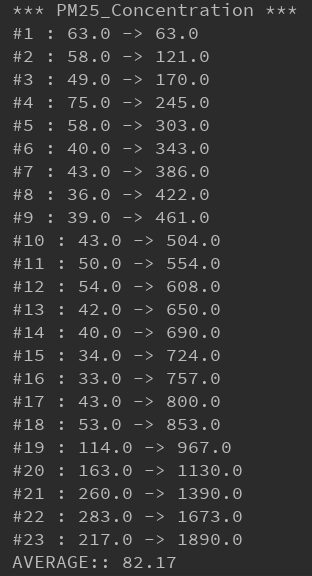 *** PM25_Concentration ***
#1 : 63.0 -> 63.0
#2 : 58.0 -> 121.0
#3 : 49.0 -> 170.0
#4 : 75.0 -> 245.0
#5 : 58.0 -> 303.0
#6 : 40.0 -> 343.0
#7 : 43.0 -> 386.0
#8 : 36.0 -> 422.0
#9 : 39.0 -> 461.0
#10 : 43.0 -> 504.0
#11 : 50.0 -> 554.0
#12 : 54.0 -> 608.0
#13 : 42.0 -> 650.0
#14 : 40.0 -> 690.0
#15 : 34.0 -> 724.0
#16 : 33.0 -> 757.0
#17 : 43.0 -> 800.0
#18 : 53.0 -> 853.0
#19 : 114.0 -> 967.0
#20 : 163.0 -> 1130.0
#21 : 260.0 -> 1390.0
#22 : 283.0 -> 1673.0
#23 : 217.0 -> 1890.0
AVERAGE:: 82.17